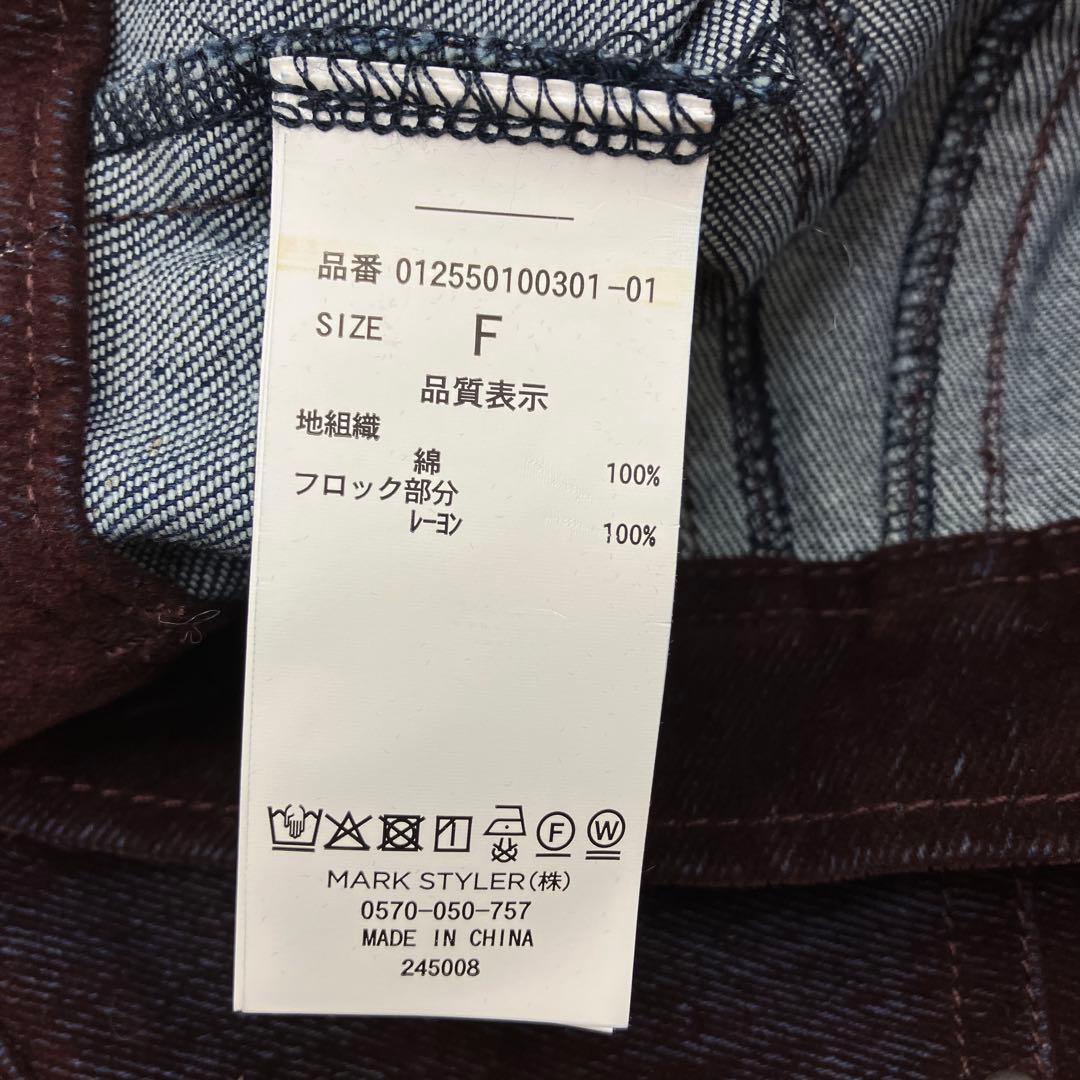 品番 012550100301-01
SIZE F
品質表示
地組織
綿 100%
フロック部分
ﾚｰﾖﾝ 100%
F W
MARK STYLER(株)
0570-050-757
MADE IN CHINA
245008